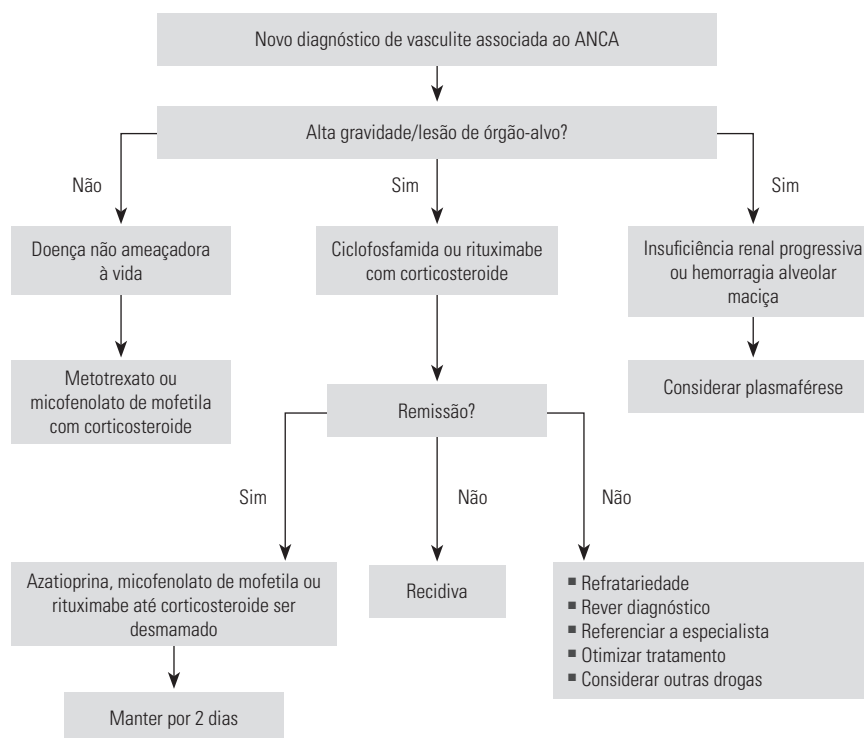 Novo diagnóstico de vasculite associada ao ANCA
Alta gravidade/lesão de órgão-alvo?
Não
Sim
Sim
Doença não ameaçadora
à vida
Ciclofosfamida ou rituximabe
com corticosteroide
Insuficiência renal progressiva
ou hemorragia alveolar
maciça
Metotrexato ou
micofenolato de mofetila
com corticosteroide
Considerar plasmaférese
Remissão?
Sim
Não
Não
Azatioprina, micofenolato de mofetila ou
rituximabe até corticosteroide ser
desmamado
Recidiva
▪ Refratariedade
▪ Rever diagnóstico
▪ Referenciar a especialista
▪ Otimizar tratamento
▪ Considerar outras drogas
Manter por 2 dias